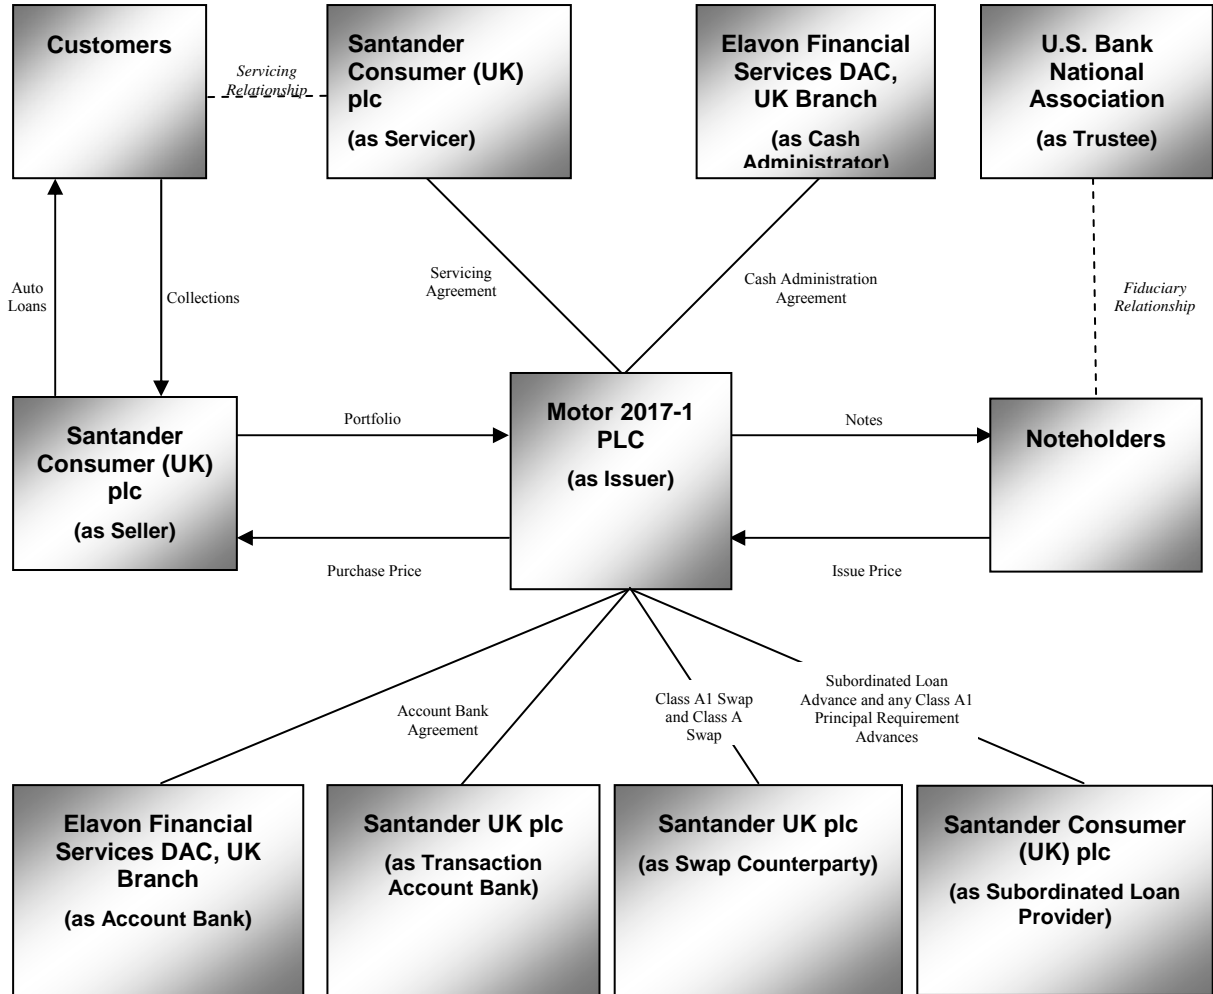 Customers
Servicing
Relationship
Santander
Consumer (UK)
plc
(as Servicer)
Elavon Financial
Services DAC,
UK Branch
(as Cash
Administrator)
U.S. Bank
National
Association
(as Trustee)
Auto
Loans
Collections
Servicing
Agreement
Cash Administration
Agreement
Fiduciary
Relationship
Santander
Consumer (UK)
plc
(as Seller)
Portfolio
Purchase Price
Motor 2017-1
PLC
(as Issuer)
Notes
Issue Price
Noteholders
Account Bank
Agreement
Class A1 Swap
and Class A
Swap
Subordinated Loan
Advance and any Class A1
Principal Requirement
Advances
Elavon Financial
Services DAC, UK
Branch
(as Account Bank)
Santander UK plc
(as Transaction
Account Bank)
Santander UK plc
(as Swap Counterparty)
Santander Consumer
(UK) plc
(as Subordinated Loan
Provider)